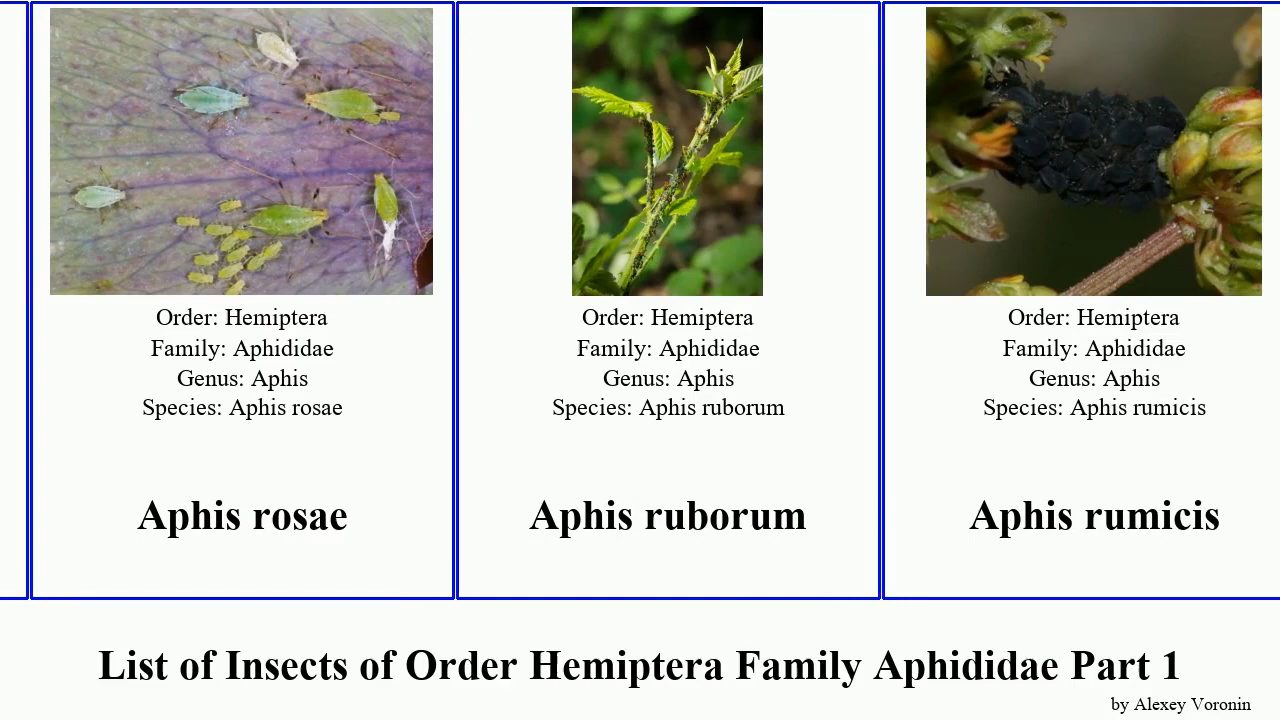 Order: Hemiptera
Family: Aphididae
Genus: Aphis
Species: Aphis rosae
Aphis rosae
Order: Hemiptera
Family: Aphididae
Genus: Aphis
Species: Aphis ruborum
Aphis ruborum
Order: Hemiptera
Family: Aphididae
Genus: Aphis
Species: Aphis rumicis
Aphis rumicis
List of Insects of Order Hemiptera Family Aphididae Part 1
by Alexey Voronin